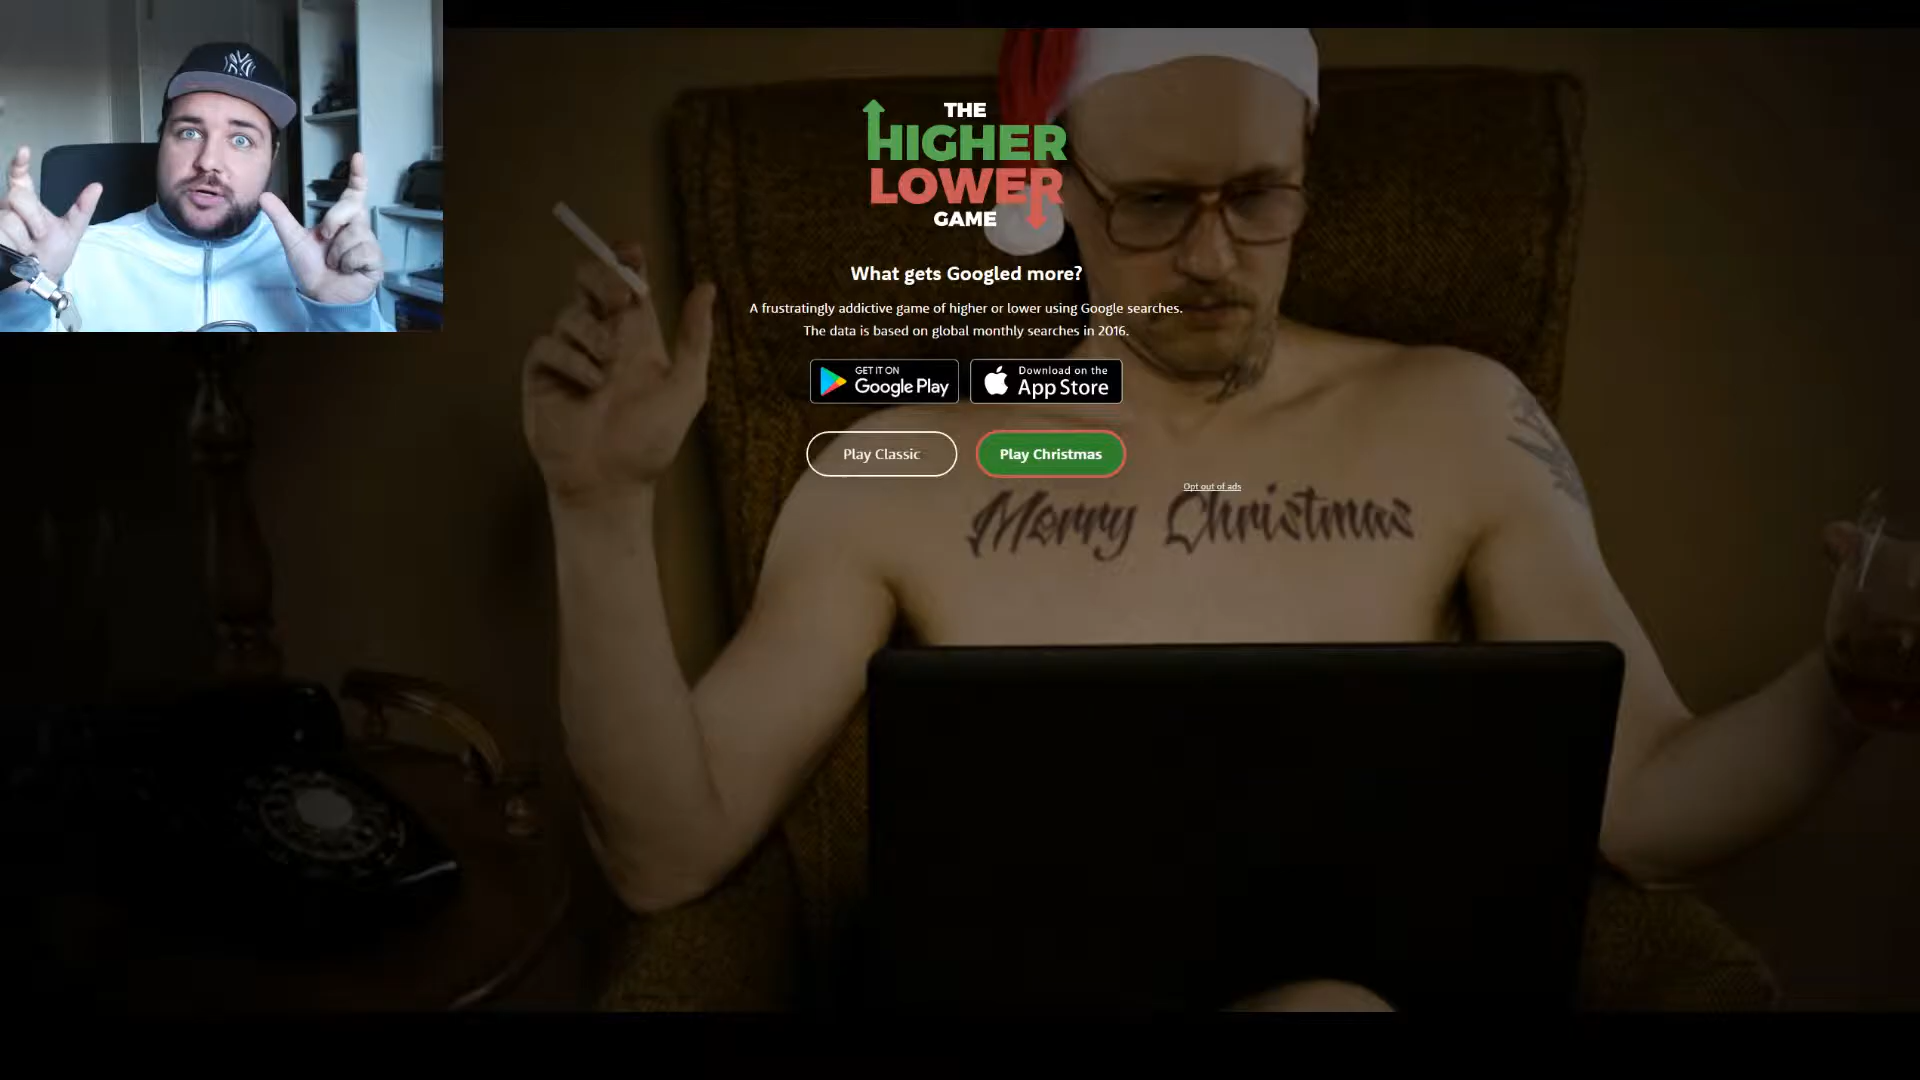 NY
THE
HIGHER
LOWER
GAME
What gets Googled more?
A frustratingly addictive game of higher or lower using Google searches.
The data is based on global monthly searches in 2016.
GET IT ON
Google Play
Download on the
App Store
Play Classic
Play Christmas
Opt out of ads
Merry Christmas